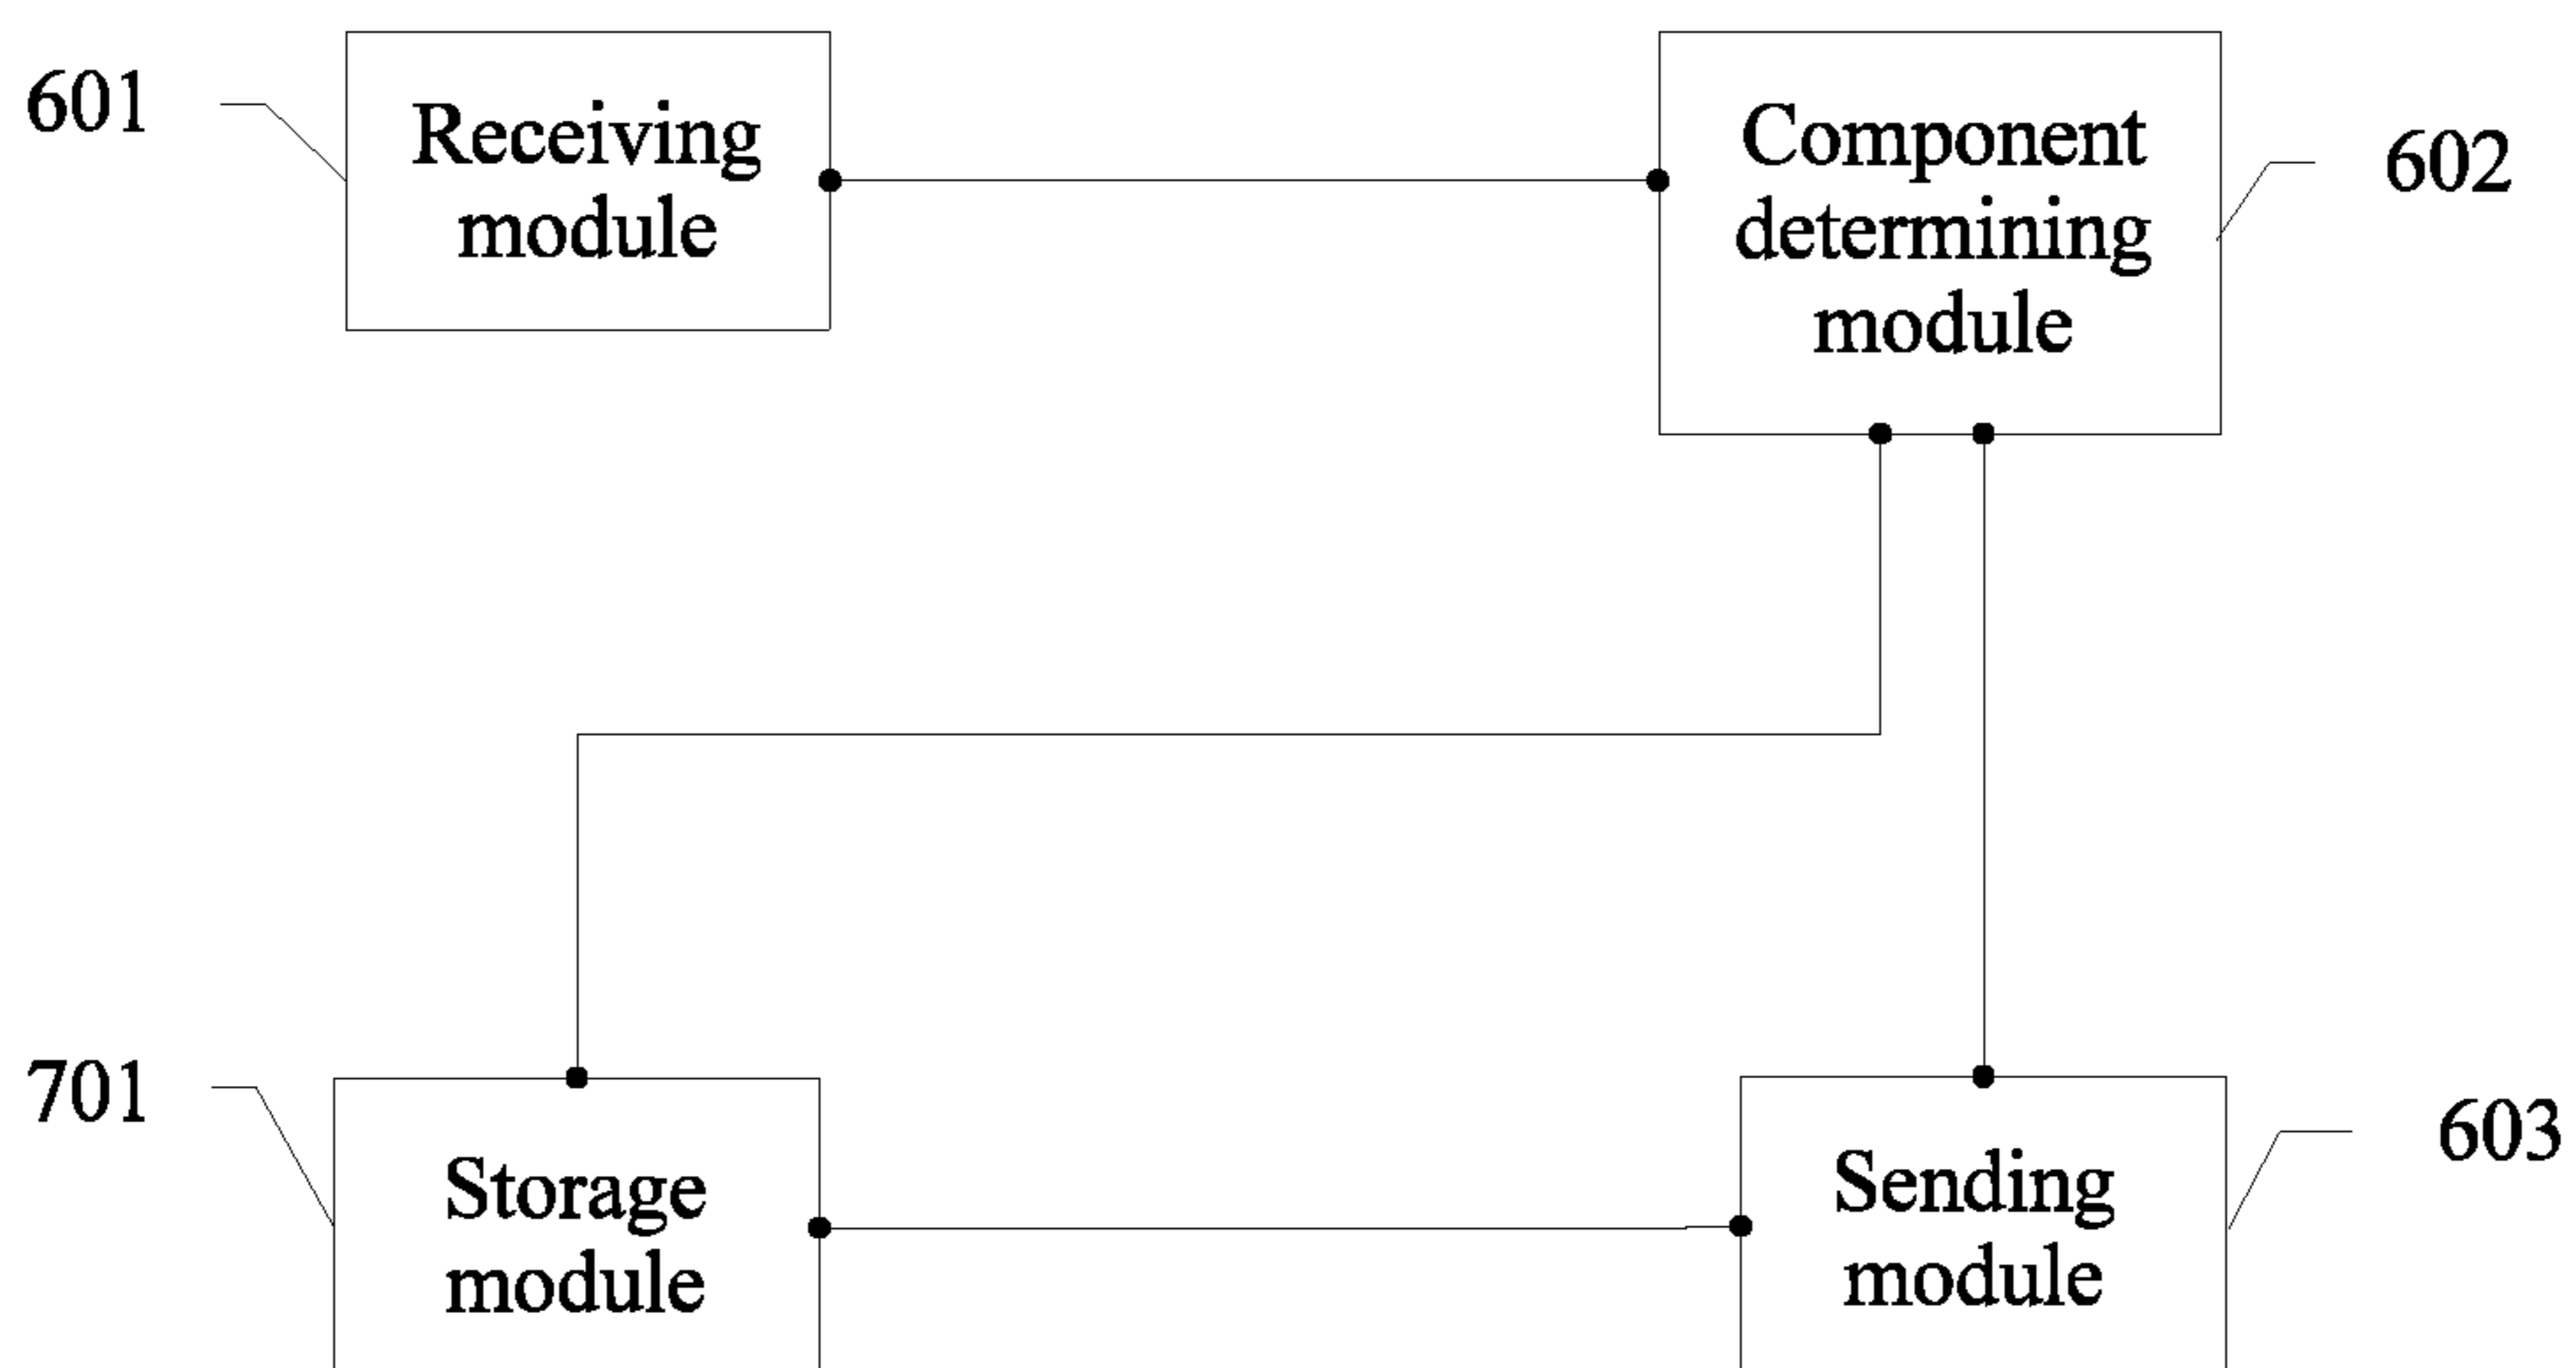 601
Receiving
module
Component
determining
module
602
701
Storage
module
Sending
module
603